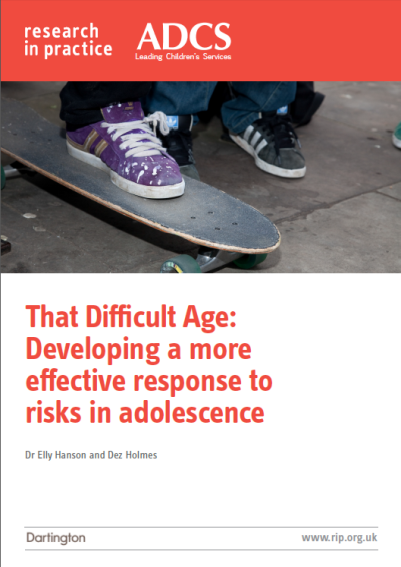 research
in practice
ADCS
Leading Children's Services
That Difficult Age:
Developing a more
effective response to
risks in adolescence
Dr Elly Hanson and Dez Holmes
Dartington
www.rip.org.uk